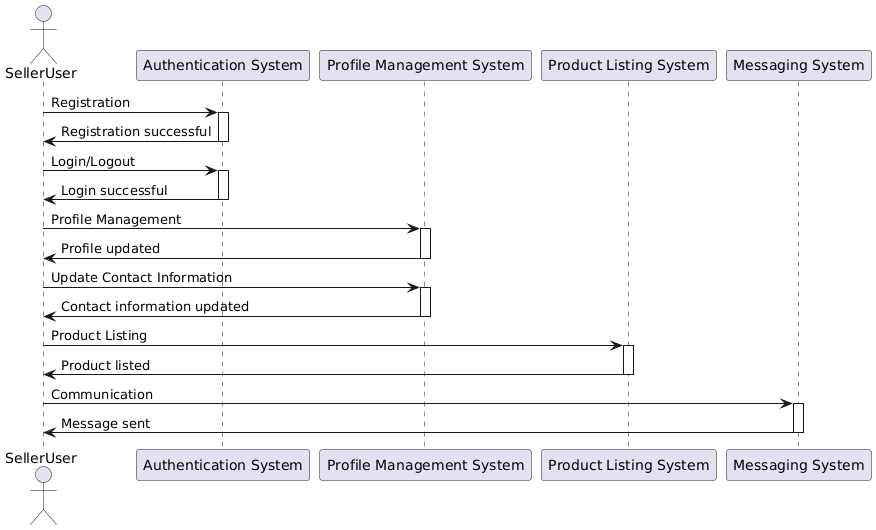 SellerUser
Authentication System
Profile Management System
Product Listing System
Messaging System
Registration
Registration successful
Login/Logout
Login successful
Profile Management
Profile updated
Update Contact Information
Contact information updated
Product Listing
Product listed
Communication
Message sent
SellerUser
Authentication System
Profile Management System
Product Listing System
Messaging System